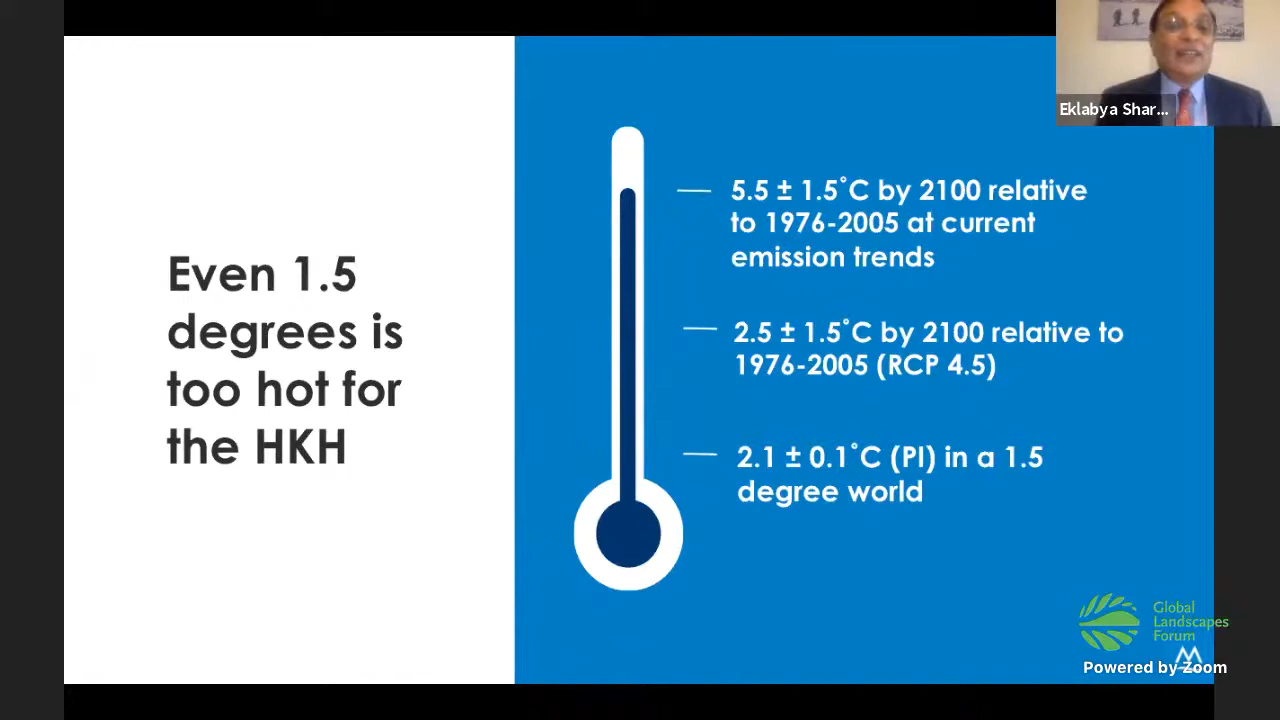 Even 1.5
degrees is
too hot for
the HKH
5.5 ± 1.5˚C by 2100 relative
to 1976-2005 at current
emission trends
2.5 ± 1.5˚C by 2100 relative to
1976-2005 (RCP 4.5)
2.1 ± 0.1˚C (PI) in a 1.5
degree world
Eklabya Shar...
Global
Landscapes
Forum
Powered by Zoom